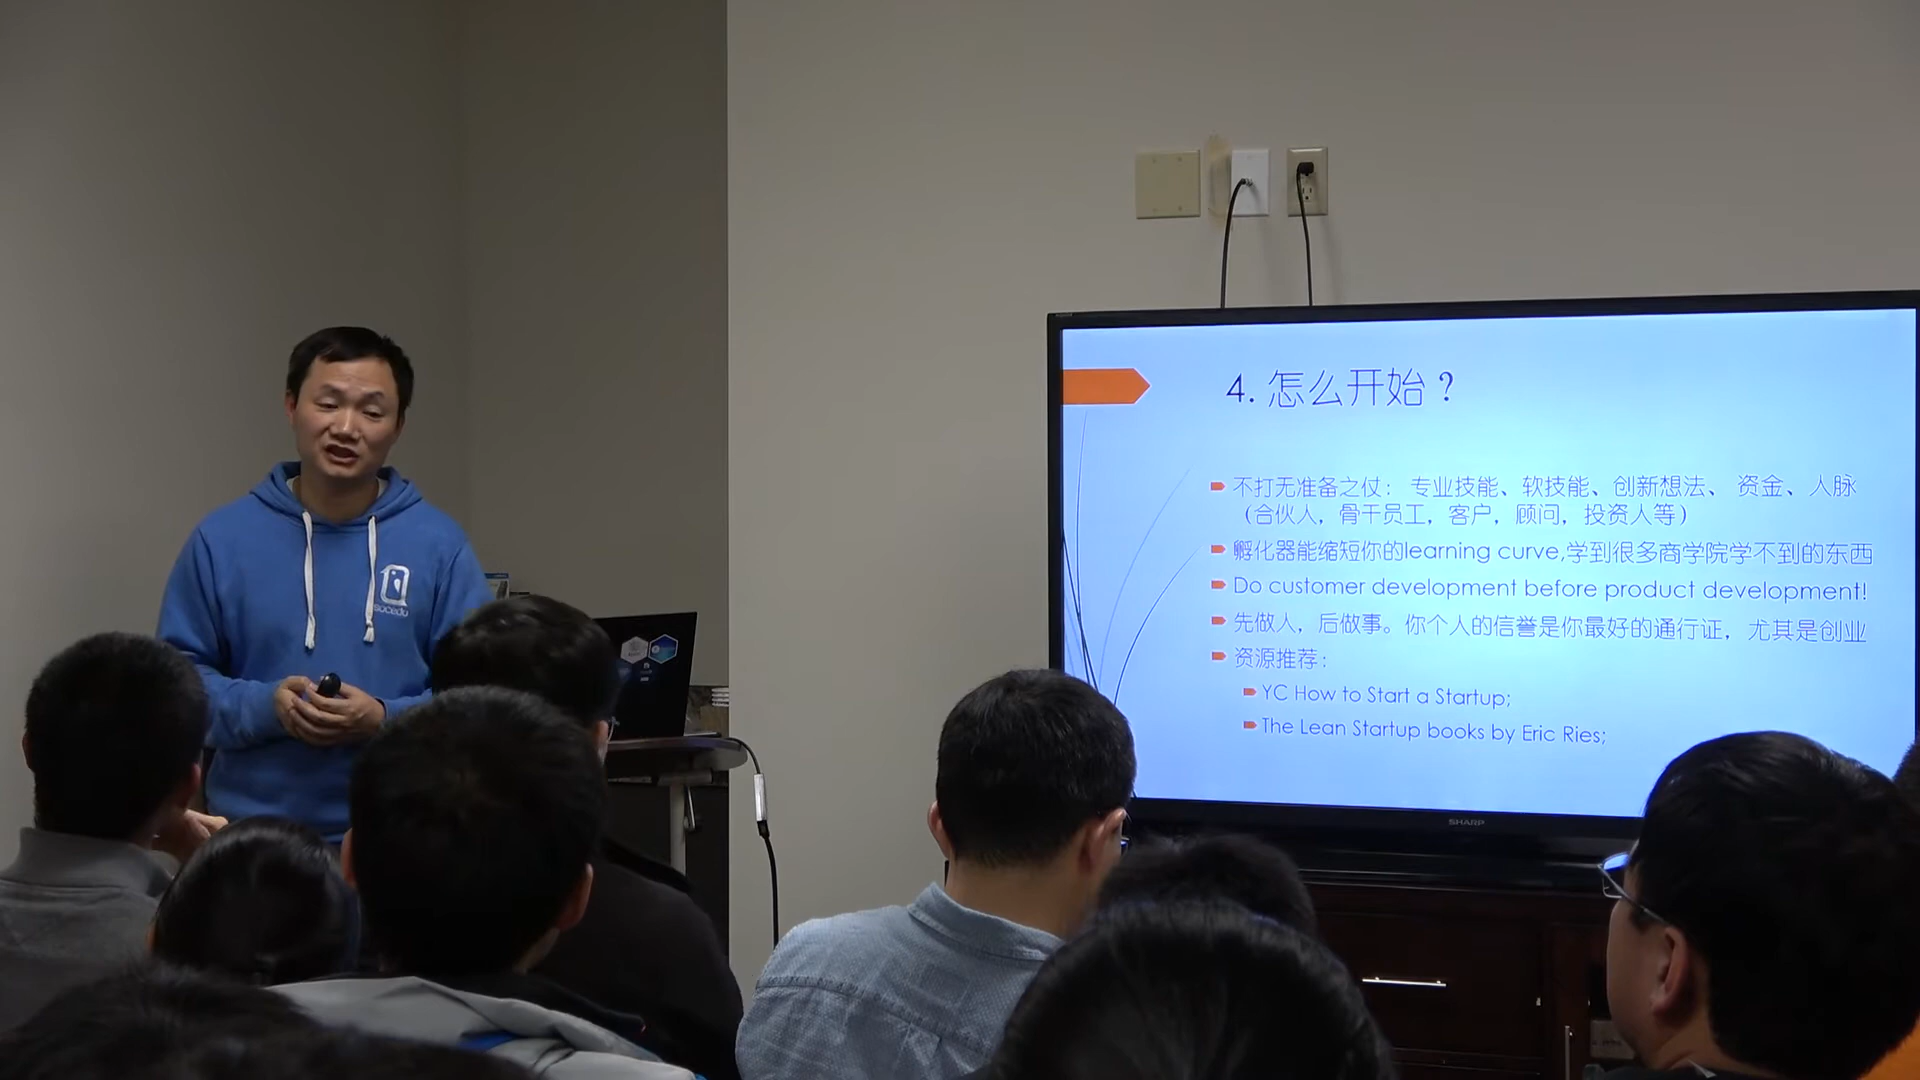 4. 怎么开始？
不打无准备之仗： 专业技能、软技能、创新想法、 资金、人脉
（合伙人，骨干员工，客户，顾问，投资人等）
孵化器能缩短你的learning curve,学到很多商学院学不到的东西
Do customer development before product development!
先做人，后做事。你个人的信誉是你最好的通行证，尤其是创业
资源推荐：
YC How to Start a Startup;
The Lean Startup books by Eric Ries;
SHARP